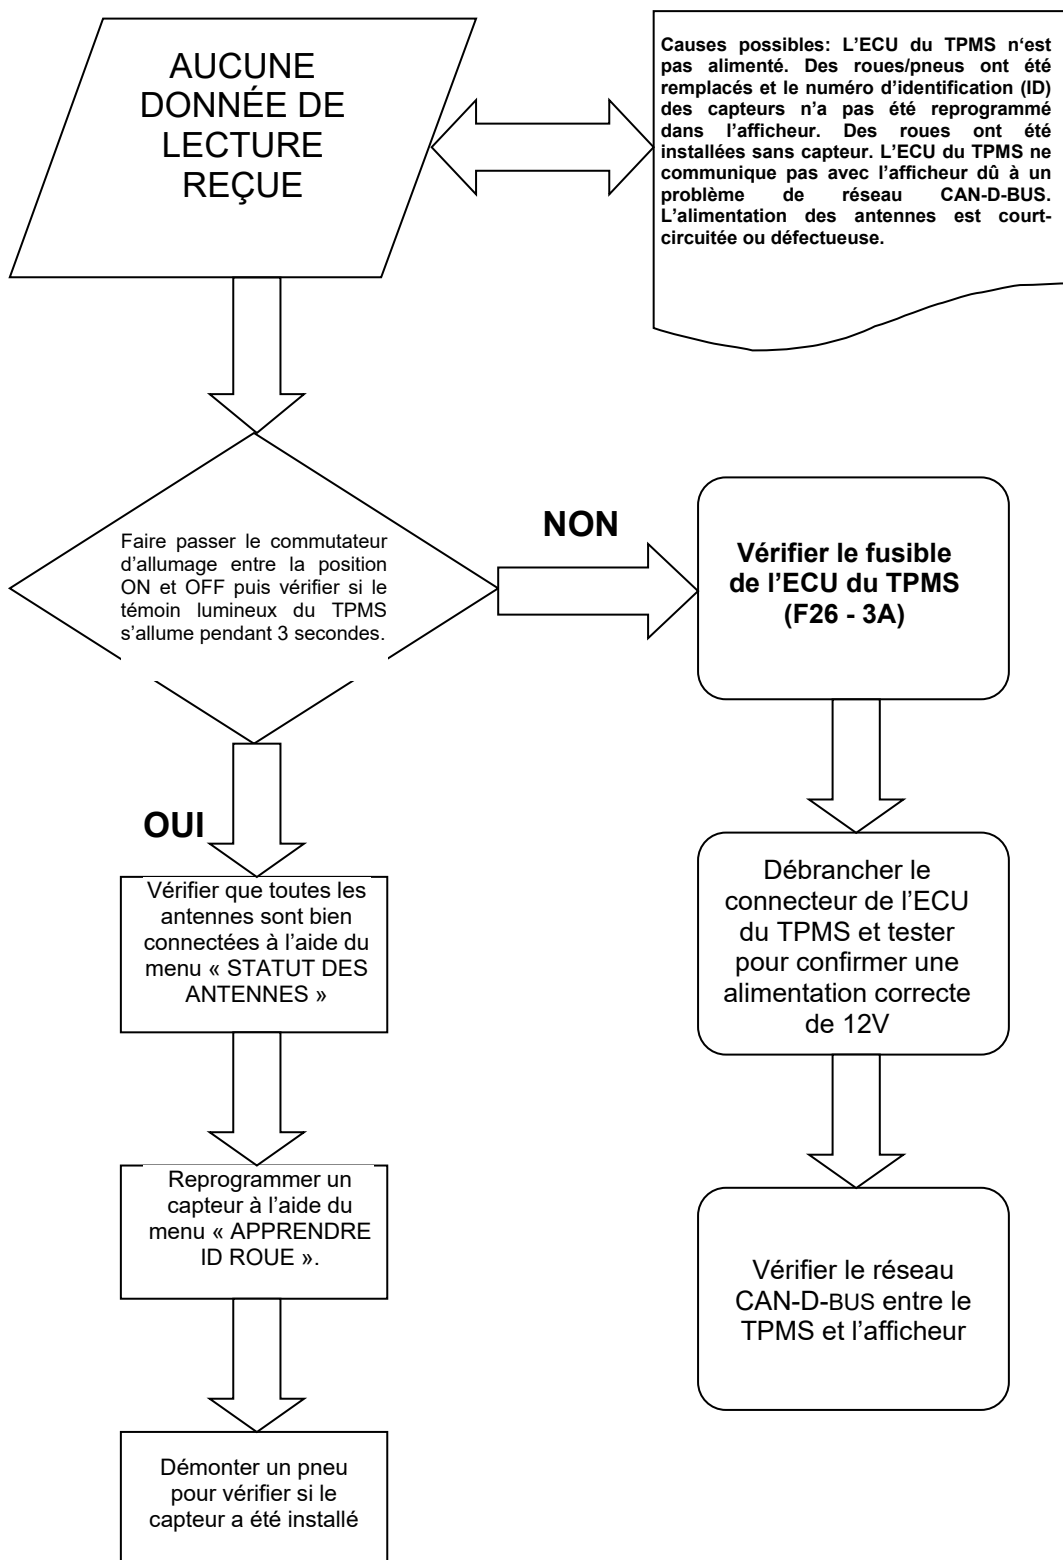 AUCUNE
DONNÉE DE
LECTURE
REÇUE
Causes possibles: L’ECU du TPMS n‘est
pas alimenté. Des roues/pneus ont été
remplacés et le numéro d’identification (ID)
des capteurs n’a pas été reprogrammé
dans l’afficheur. Des roues ont été
installées sans capteur. L’ECU du TPMS ne
communique pas avec l’afficheur dû à un
problème de réseau CAN-D-BUS.
L’alimentation des antennes est court-
circuitée ou défectueuse.
Faire passer le commutateur
d’allumage entre la position
ON et OFF puis vérifier si le
témoin lumineux du TPMS
s’allume pendant 3 secondes.
NON
Vérifier le fusible
de l’ECU du TPMS
(F26 - 3A)
OUI
Vérifier que toutes les
antennes sont bien
connectées à l’aide du
menu « STATUT DES
ANTENNES »
Débrancher le
connecteur de l’ECU
du TPMS et tester
pour confirmer une
alimentation correcte
de 12V
Reprogrammer un
capteur à l’aide du
menu « APPRENDRE
ID ROUE ».
Vérifier le réseau
CAN-D-BUS entre le
TPMS et l’afficheur
Démonter un pneu
pour vérifier si le
capteur a été installé